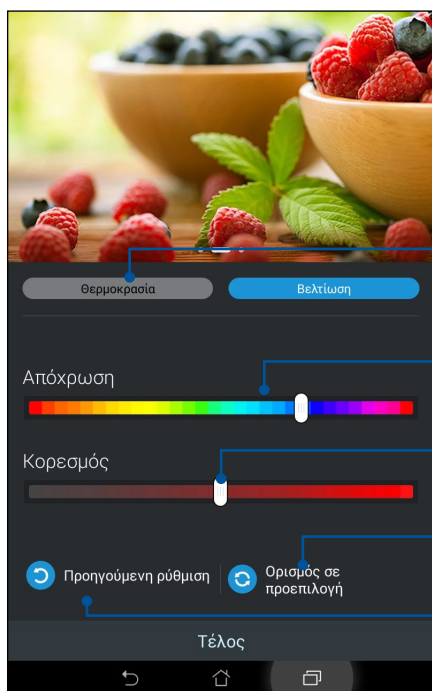 Θερμοκρασία Βελτίωση
Απόχρωση
Κορεσμός
Προηγούμενη ρύθμιση Ορισμός σε
προεπιλογή
Τέλος